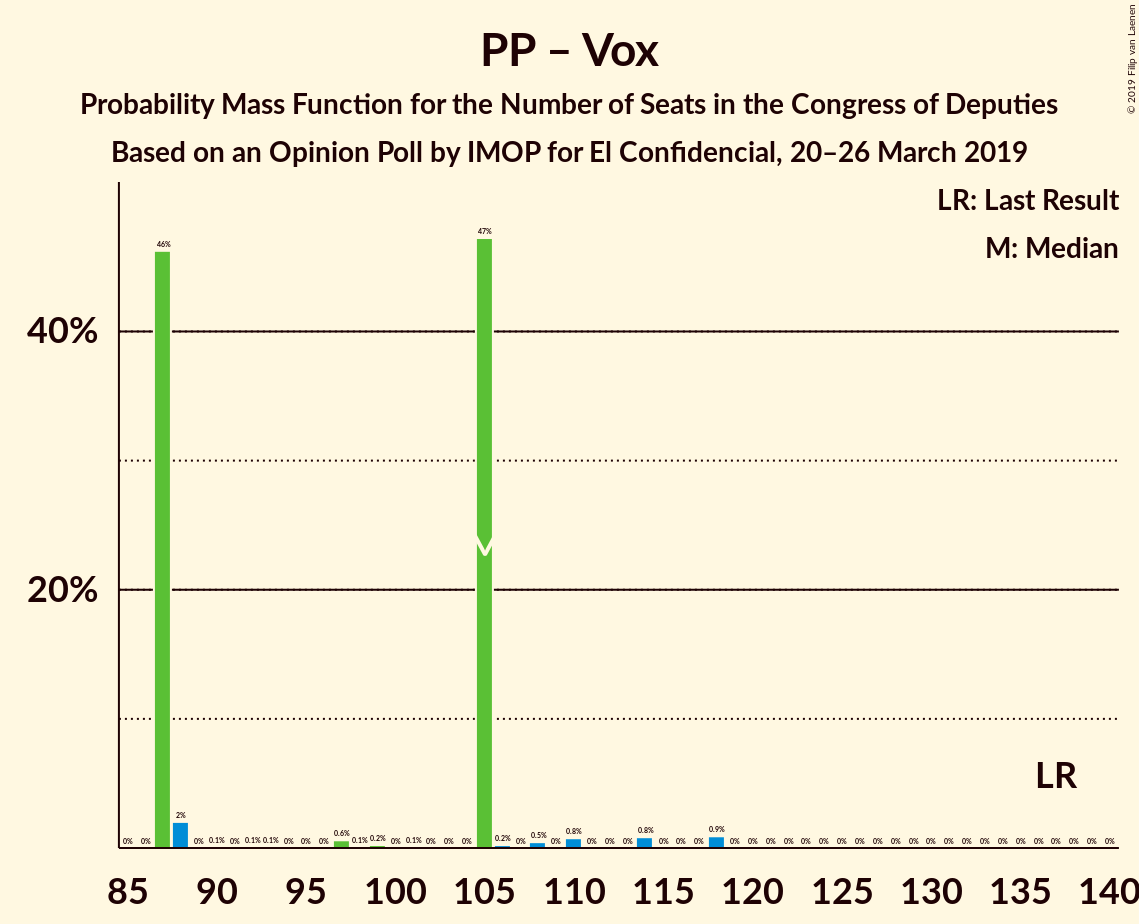 © 2019 Filip van Laenen
PP – Vox
Probability Mass Function for the Number of Seats in the Congress of Deputies
Based on an Opinion Poll by IMOP for El Confidencial, 20–26 March 2019
LR: Last Result
M: Median
40%
20%
LR
0% 0% 46% 2% 0% 0.1% 0% 0.1% 0.1% 0% 0% 0% 0.6% 0.1% 0.2% 0% 0.1% 0% 0% 0% 47% 0.2% 0% 0.5% 0% 0.8% 0% 0% 0% 0.8% 0% 0% 0% 0.9% 0% 0% 0% 0% 0% 0% 0% 0% 0% 0% 0% 0% 0% 0% 0% 0% 0% 0% 0% 0% 0% 0%
85 90 95 100 105 110 115 120 125 130 135 140